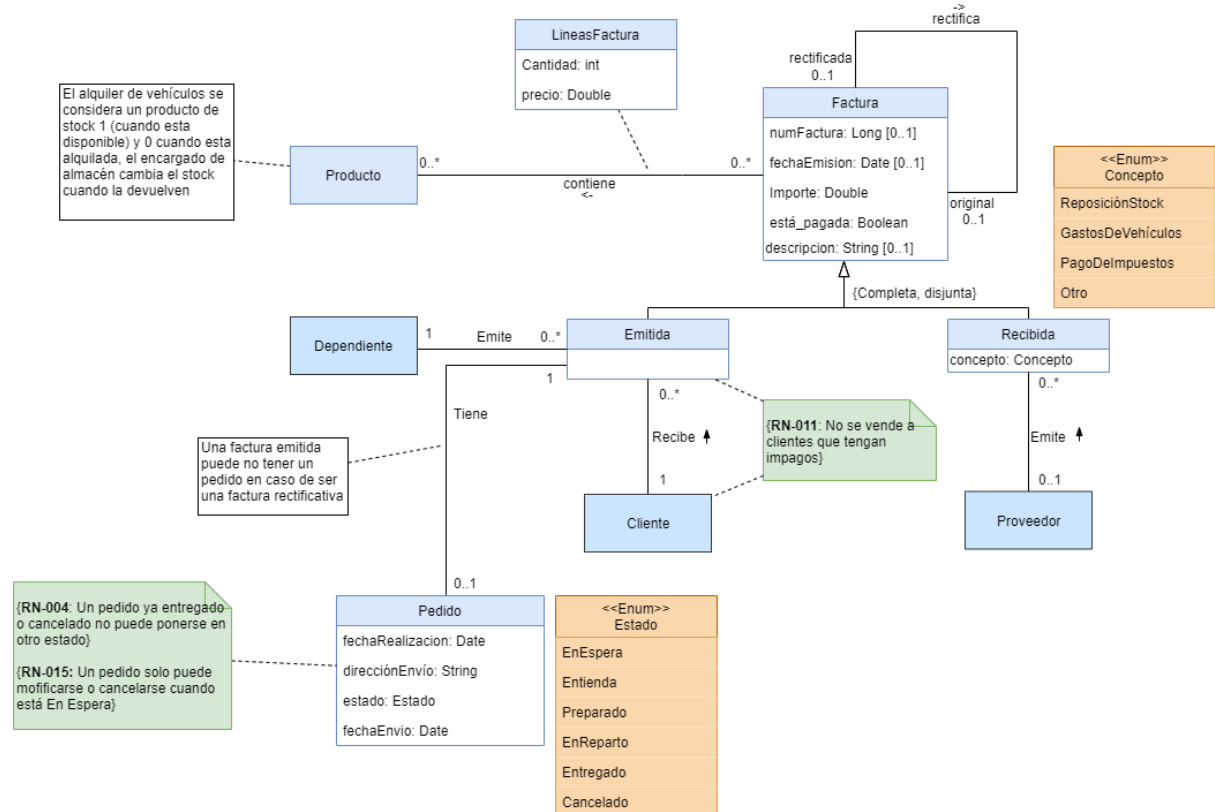 ->
rectifica
LineasFactura
Cantidad: int
precio: Double
rectificada
0..1
El alquiler de vehículos se
considera un producto de
stock 1 (cuando esta
disponible) y 0 cuando esta
alquilada, el encargado de
almacén cambia el stock
cuando la devuelven
Factura
numFactura: Long [0..1]
fechaEmision: Date [0..1]
Importe: Double
está_pagada: Boolean
descripcion: String [0..1]
Producto
0..*
0..*
contiene
<-
original
0..1
<<Enum>>
Concepto
ReposiciónStock
GastosDeVehículos
PagoDeImpuestos
Otro
{Completa, disjunta}
Dependiente
1
Emite
0..*
Emitida
Recibida
concepto: Concepto
1
0..*
0..*
Tiene
Recibe
{RN-011: No se vende a
clientes que tengan
impagos}
Emite
Una factura emitida
puede no tener un
pedido en caso de ser
una factura rectificativa
1
0..1
Cliente
Proveedor
0..1
{RN-004: Un pedido ya entregado
o cancelado no puede ponerse en
otro estado}
{RN-015: Un pedido solo puede
mofificarse o cancelarse cuando
está En Espera}
Pedido
fechaRealizacion: Date
direcciónEnvío: String
estado: Estado
fechaEnvio: Date
<<Enum>>
Estado
EnEspera
Entienda
Preparado
EnReparto
Entregado
Cancelado